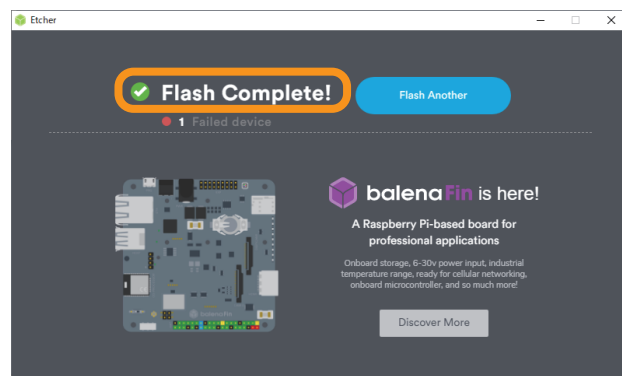 Etcher
Flash Complete!
Flash Another
1 Failed device
balenaFin is here!
A Raspberry Pi-based board for
professional applications
Onboard storage, 6-30v power input, industrial
temperature range, ready for cellular networking,
onboard microcontroller, and so much more!
Discover More
balenaFin